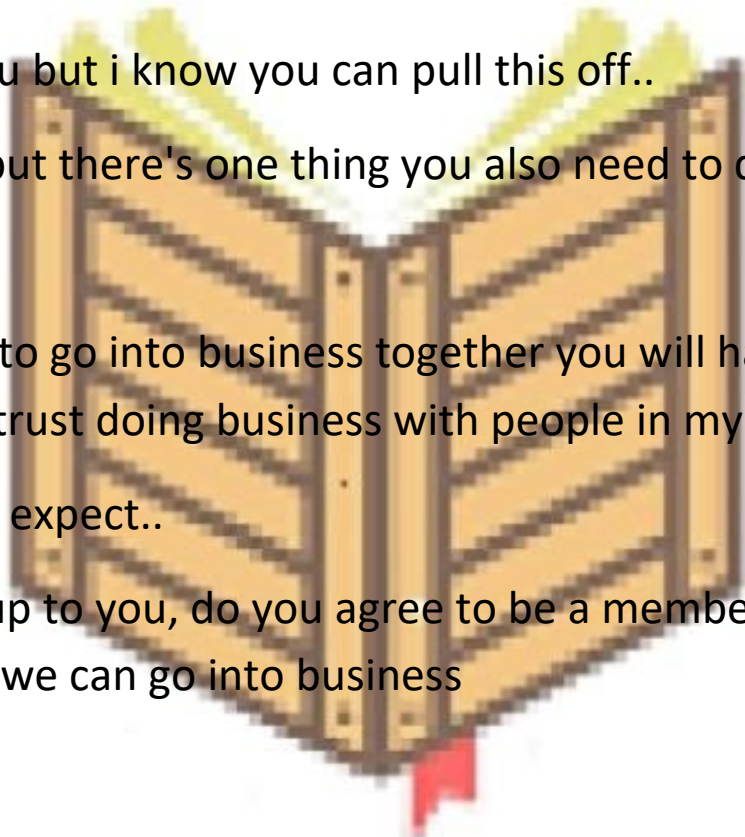 u but i know you can pull this off..
but there's one thing you also need to
to go into business together you will
trust doing business with people in my
expect..
up to you, do you agree to be a
we can go into business